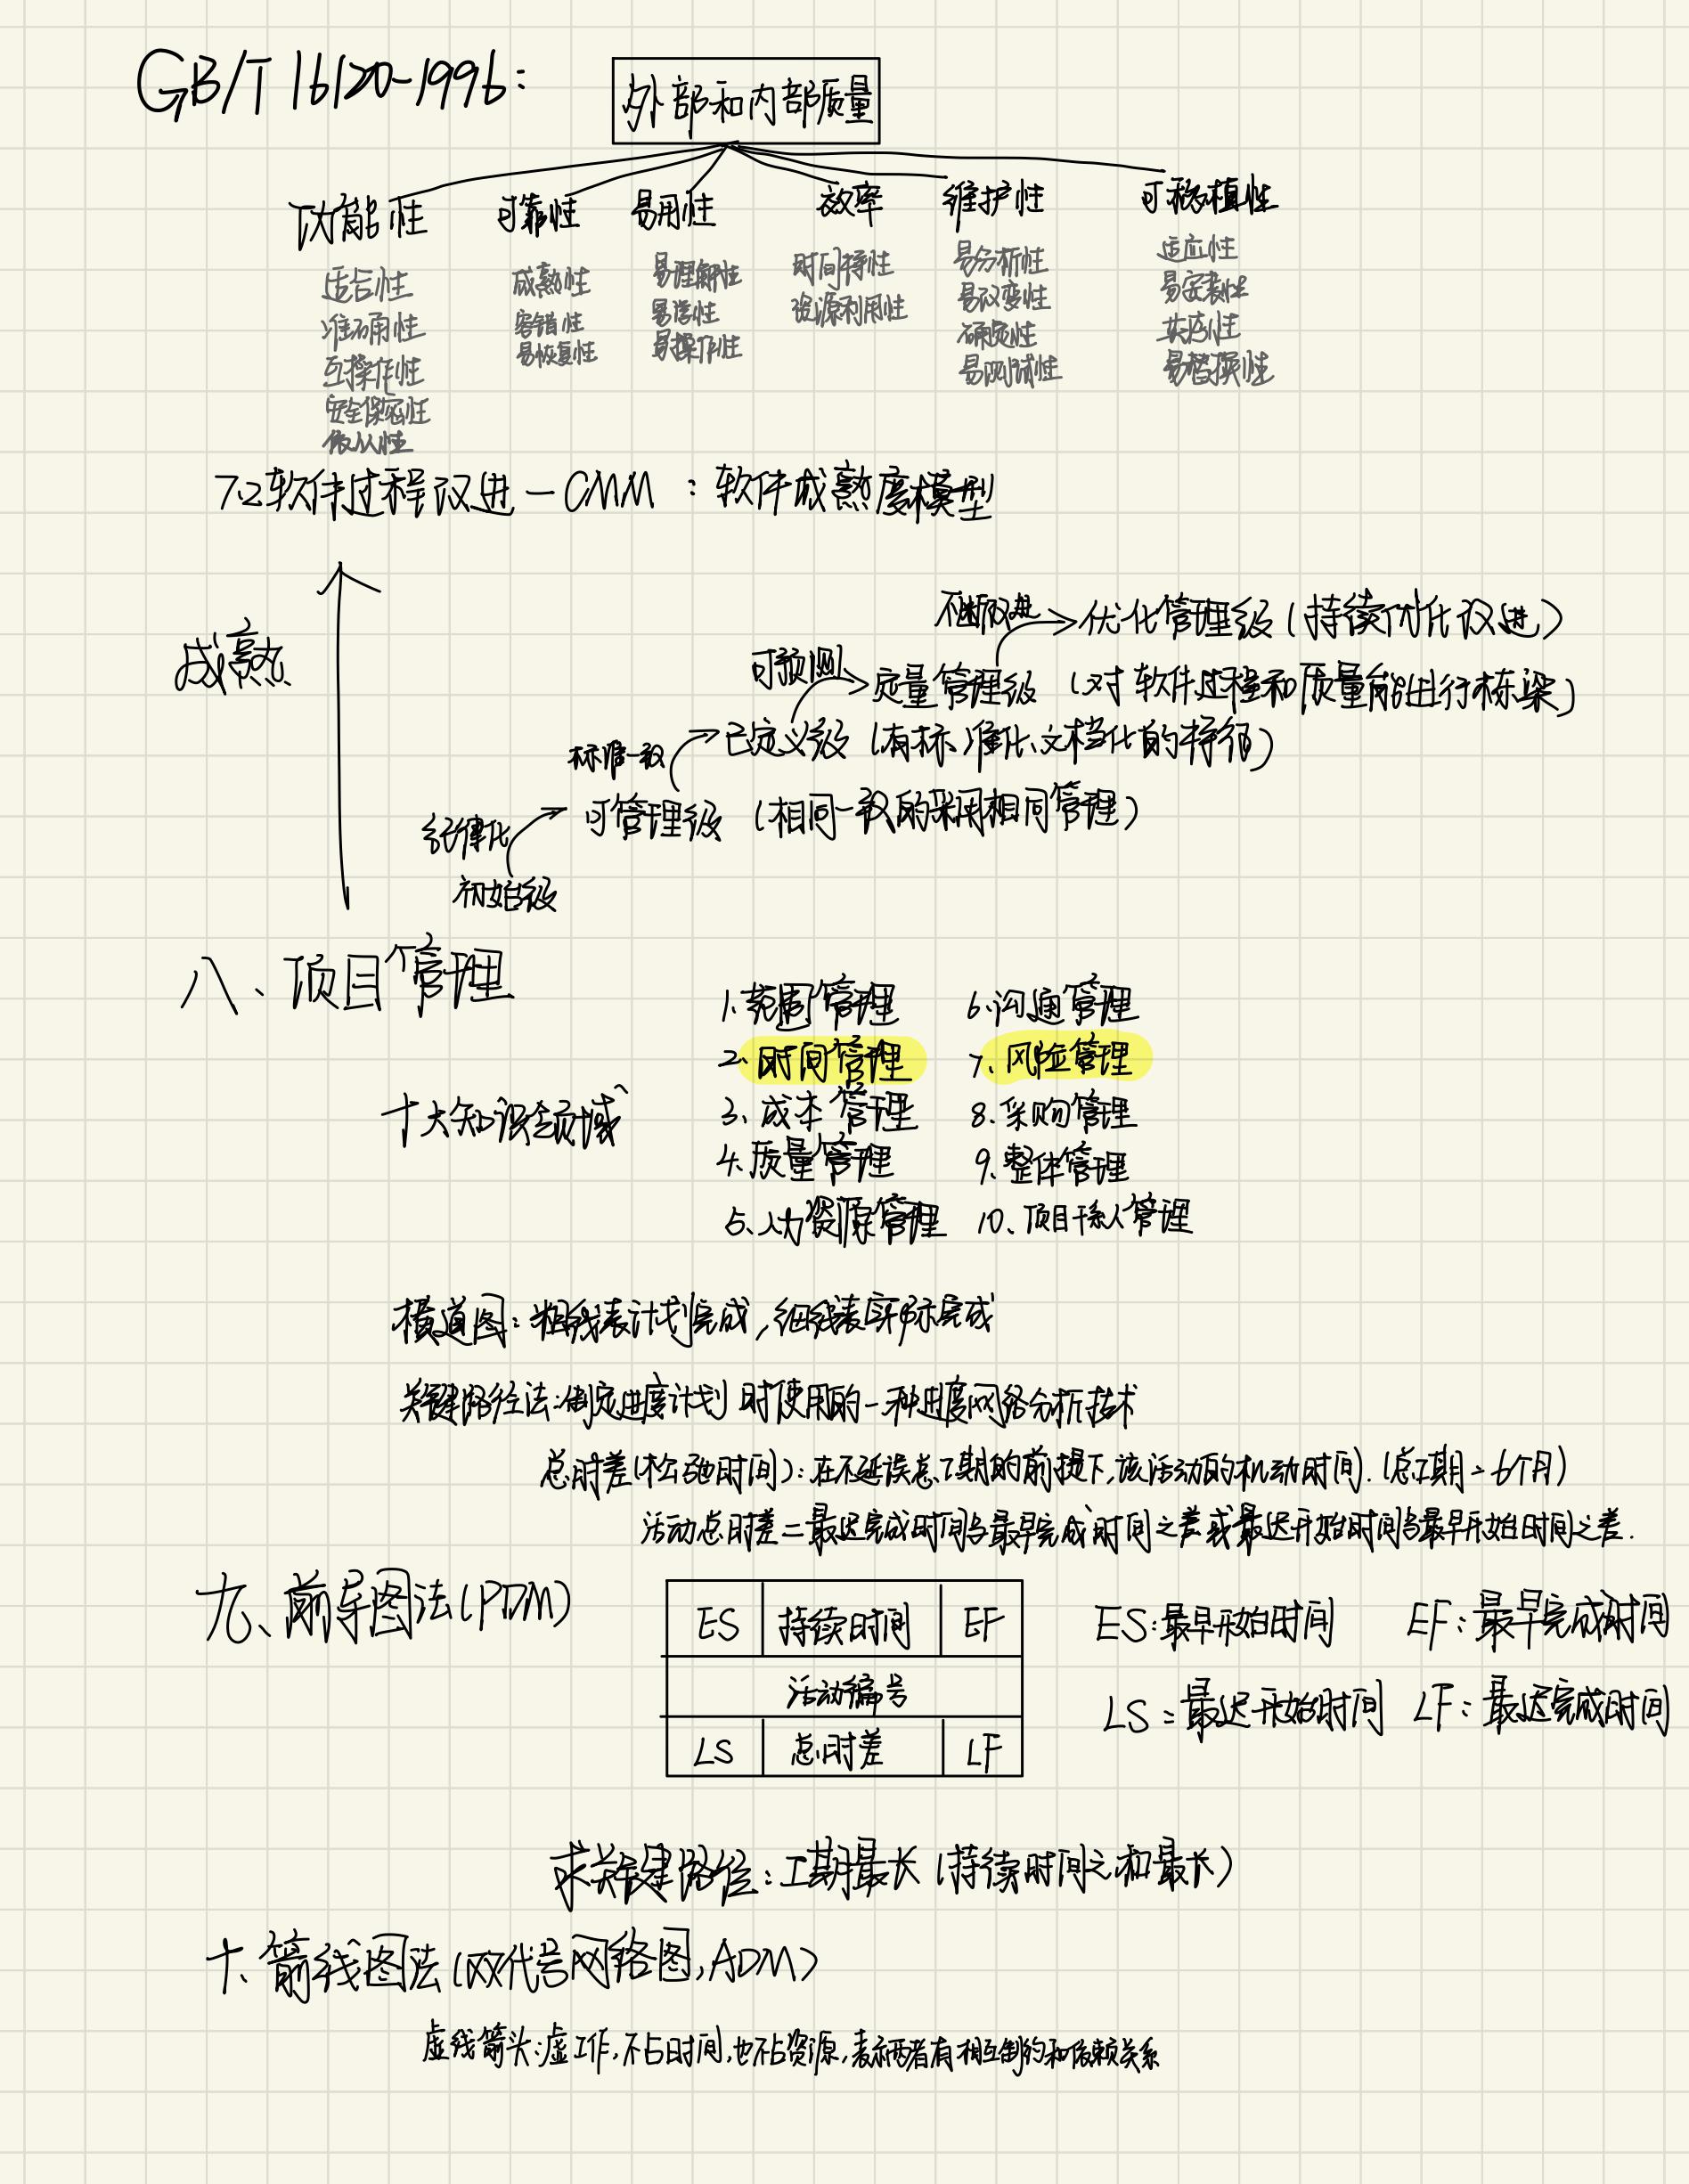 GB/T 16120-1996:
外部和内部质量
功能性 可靠性 易用性 效率 维护性 可移植性
适合性 成熟性 易理解性 时间特性 易分析性 适应性
准确性 容错性 易学性 资源利用性 易改变性 易安装性
互操作性 易恢复性 易操作性 稳定性 共存性
安全保密性 易测试性 易替换性
依从性
7.2软件过程改进—CMM:软件成熟度模型
成熟
不断改进 优化管理级(持续优化改进)
可预测 定量管理级 (对软件过程和质量能进行)
标准一致 已定义级 (有标准化、文档化的特征)
纪律化 可管理级 (相同一致的采用相同管理)
初始级
八、项目管理
十大知识领域
1.范围管理 6.沟通管理
2.时间管理 7.风险管理
3.成本管理 8.采购管理
4.质量管理 9.整体管理
5.人力资源管理 10、项目干系人管理
横道图:粗线表计划完成,细线表实际完成
关键路径法:制定进度计划时使用的一种进度网络分析技术
总时差(松弛时间):在不延误总工期的前提下,该活动的机动时间.(总工期=6个月)
活动总时差=最迟完成时间与最早完成时间之差或最迟开始时间与最早开始时间之差.
九、前导图法(PDM)
ES 持续时间 EF
活动编号
LS 总时差 LF
ES:最早开始时间 EF:最早完成时间
LS:最迟开始时间 LF:最迟完成时间
求关键路径:工期最长(持续时间之和最长)
十、箭线图法(双代号网络图,ADM)
虚线箭头:虚工作,不占时间,也不占资源,表示两者有相互制约和依赖关系